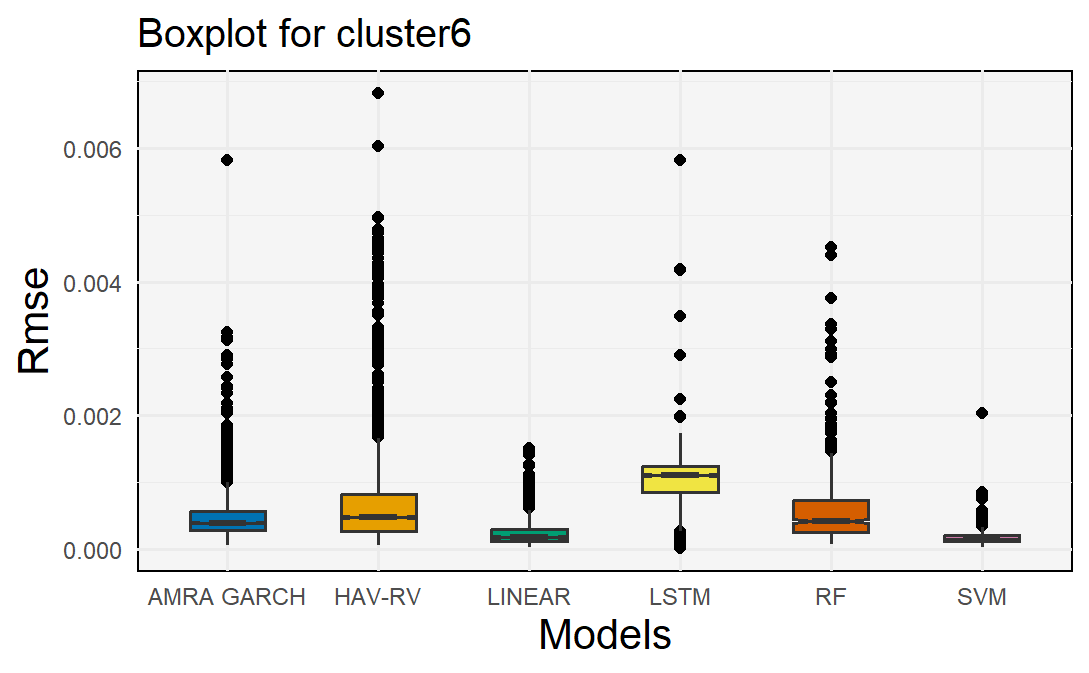 Boxplot for cluster6
Rmse
0.006
0.004
0.002
0.000
AMRA GARCH HAV-RV LINEAR LSTM RF SVM
Models